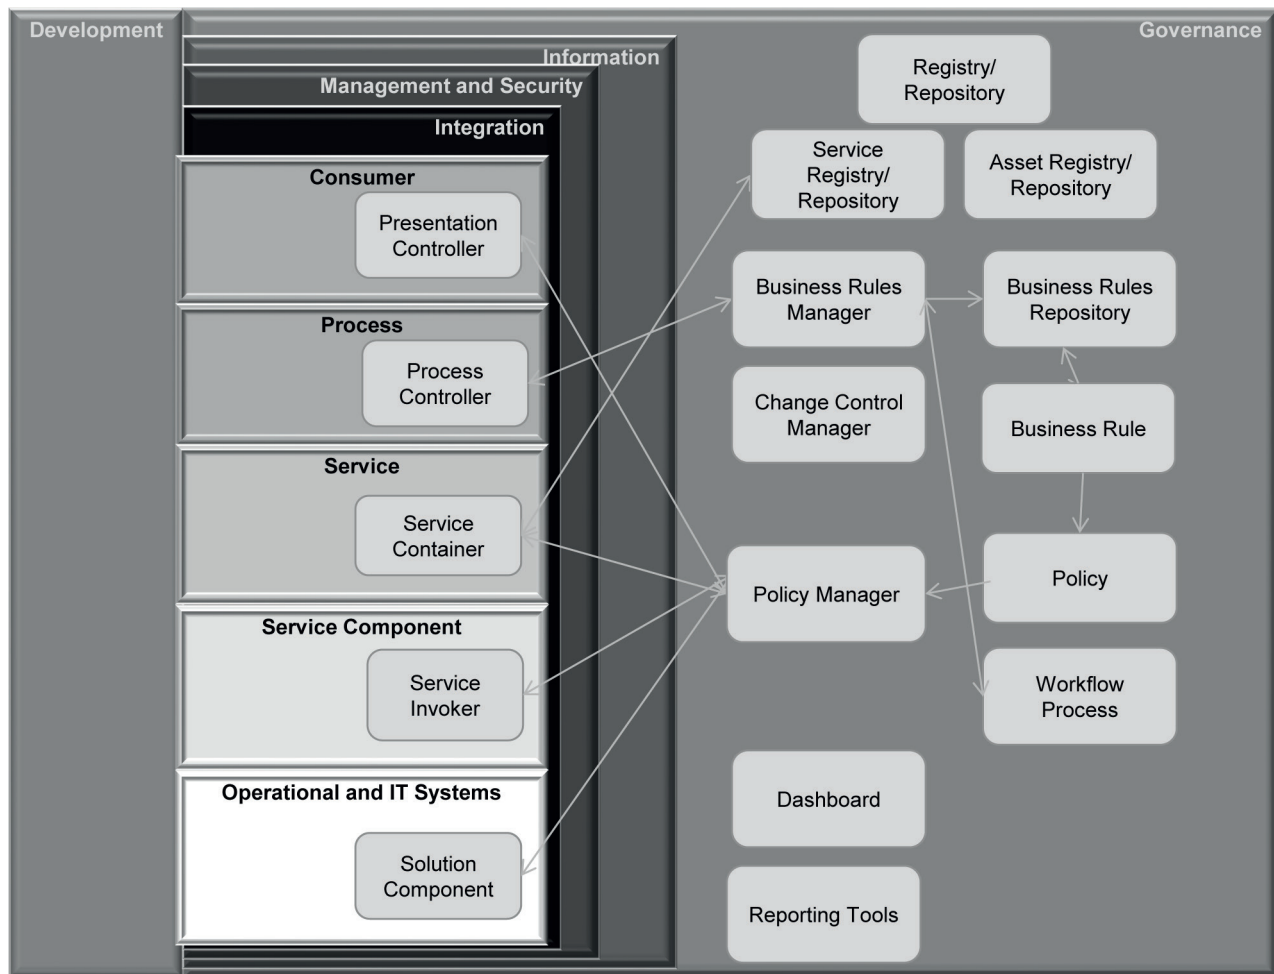 Development
Governance
Information
Management and Security
Integration
Consumer
Presentation
Controller
Process
Process
Controller
Service
Service
Container
Service Component
Service
Invoker
Operational and IT Systems
Solution
Component
Registry/
Repository
Service
Registry/
Repository
Asset Registry/
Repository
Business Rules
Manager
Business Rules
Repository
Change Control
Manager
Business Rule
Policy Manager
Policy
Workflow
Process
Dashboard
Reporting Tools